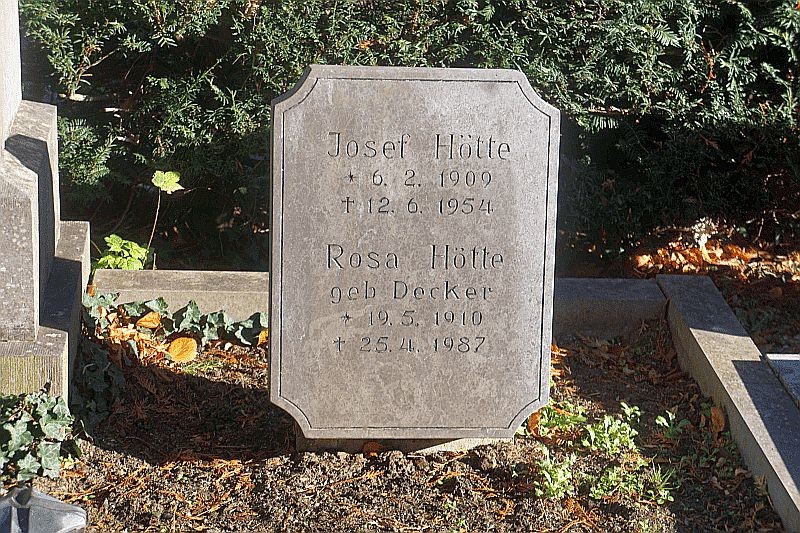 Josef Hötte
* 6. 2. 1909
† 12. 6. 1954
Rosa Hötte
geb Decker
* 19. 5. 1910
† 25. 4. 1987